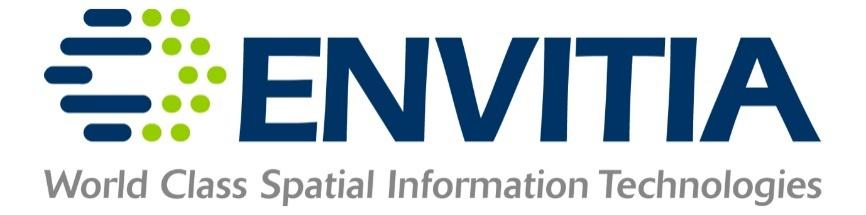 ENVITIA
World Class Spatial Information Technologies